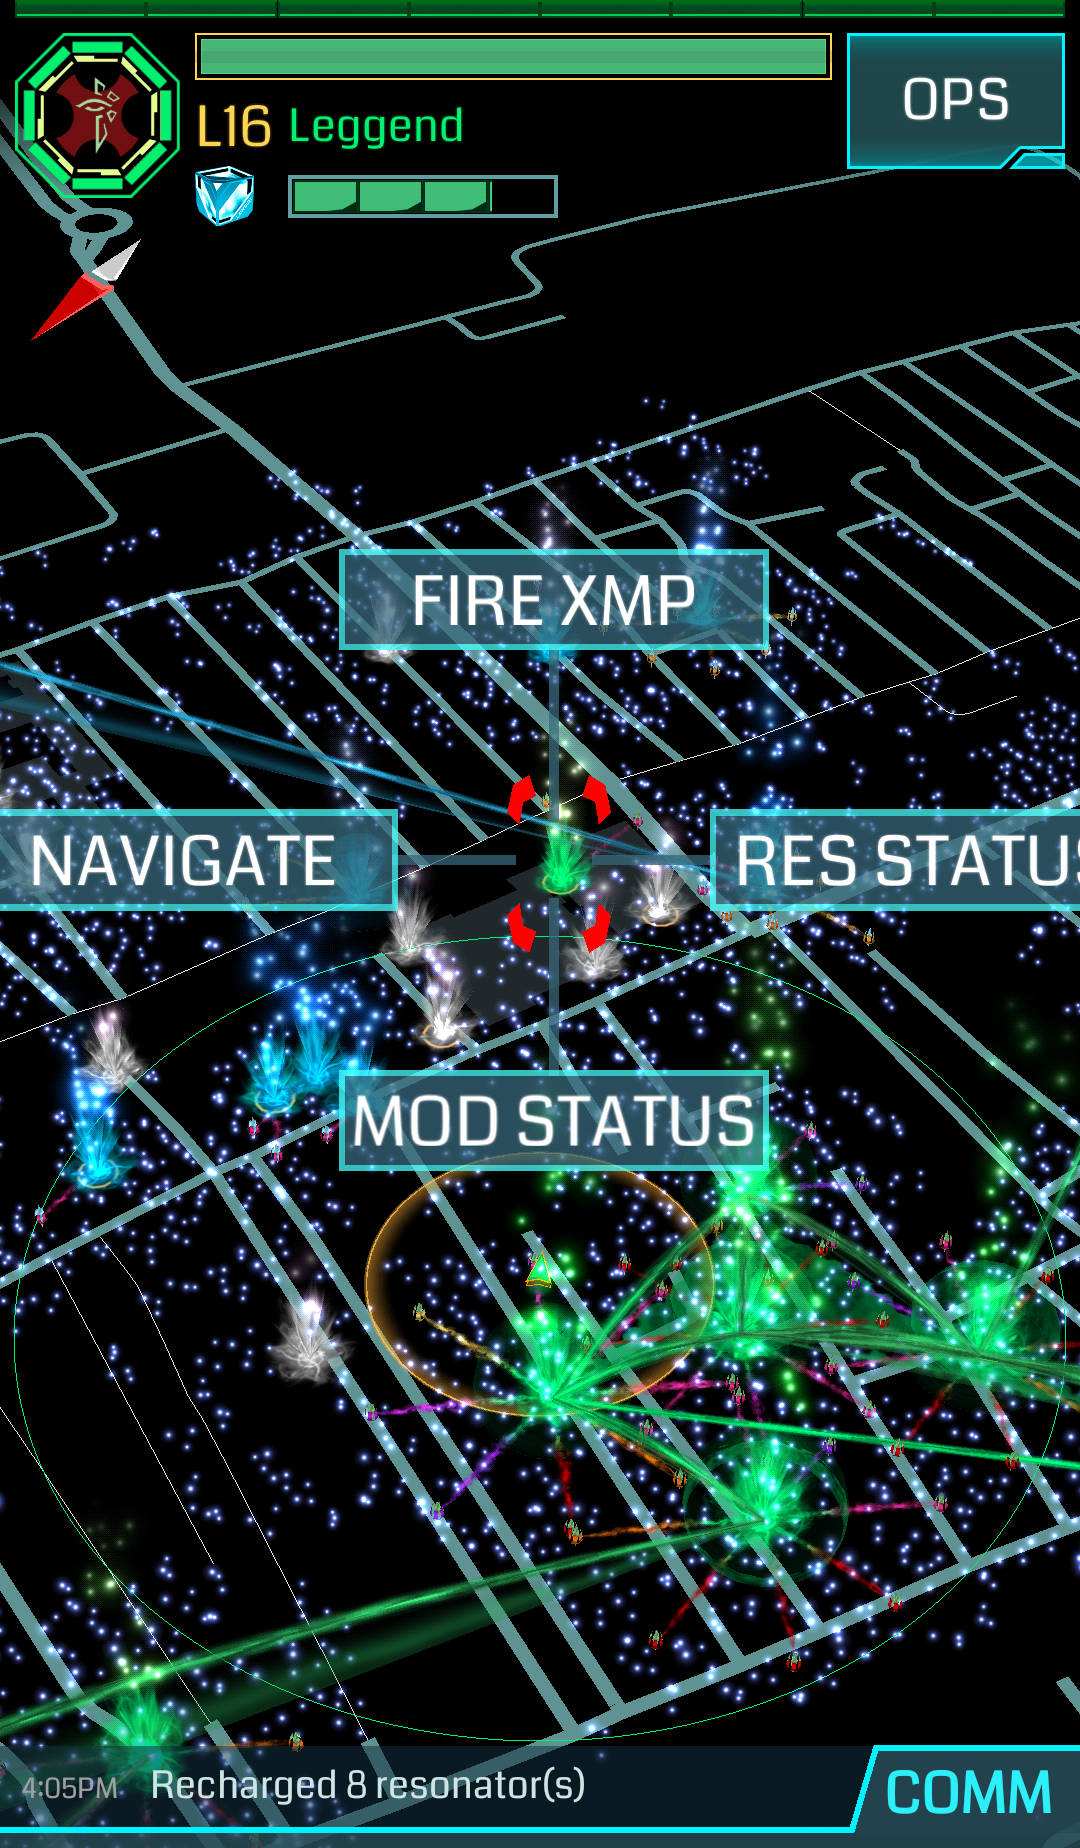 L16 Leggend
OPS
FIRE XMP
NAVIGATE
RES STATUS
MOD STATUS
4:05PM Recharged 8 resonator(s)
COMM